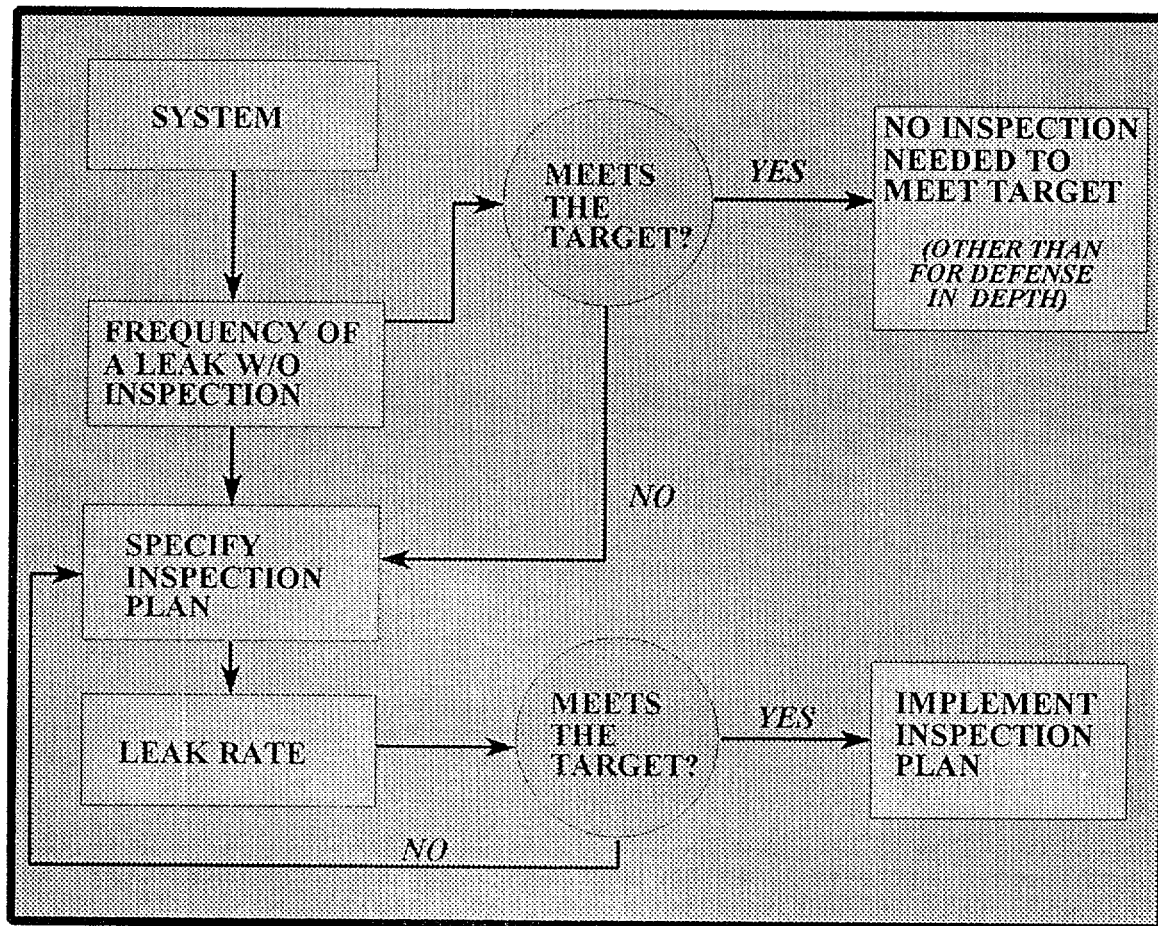 SYSTEM
MEETS
THE
TARGET?
YES
NO INSPECTION
NEEDED TO
MEET TARGET
(OTHER THAN
FOR DEFENSE
IN DEPTH)
FREQUENCY OF
A LEAK W/O
INSPECTION
NO
SPECIFY
INSPECTION
PLAN
LEAK RATE
MEETS
THE
TARGET?
YES
IMPLEMENT
INSPECTION
PLAN
NO